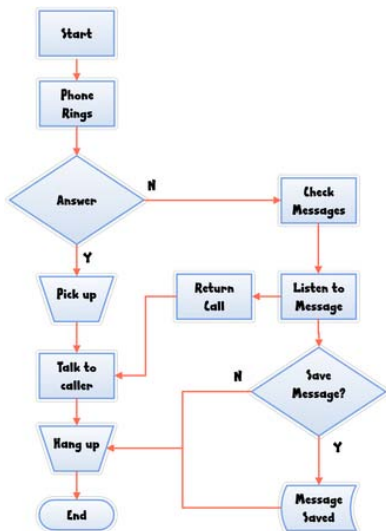 Start
Phone
Rings
Answer
N
Check
Messages
Y
Pick up
Return
Call
Listen to
Message
Talk to
caller
N
Save
Message?
Hang up
Y
End
Message
Saved